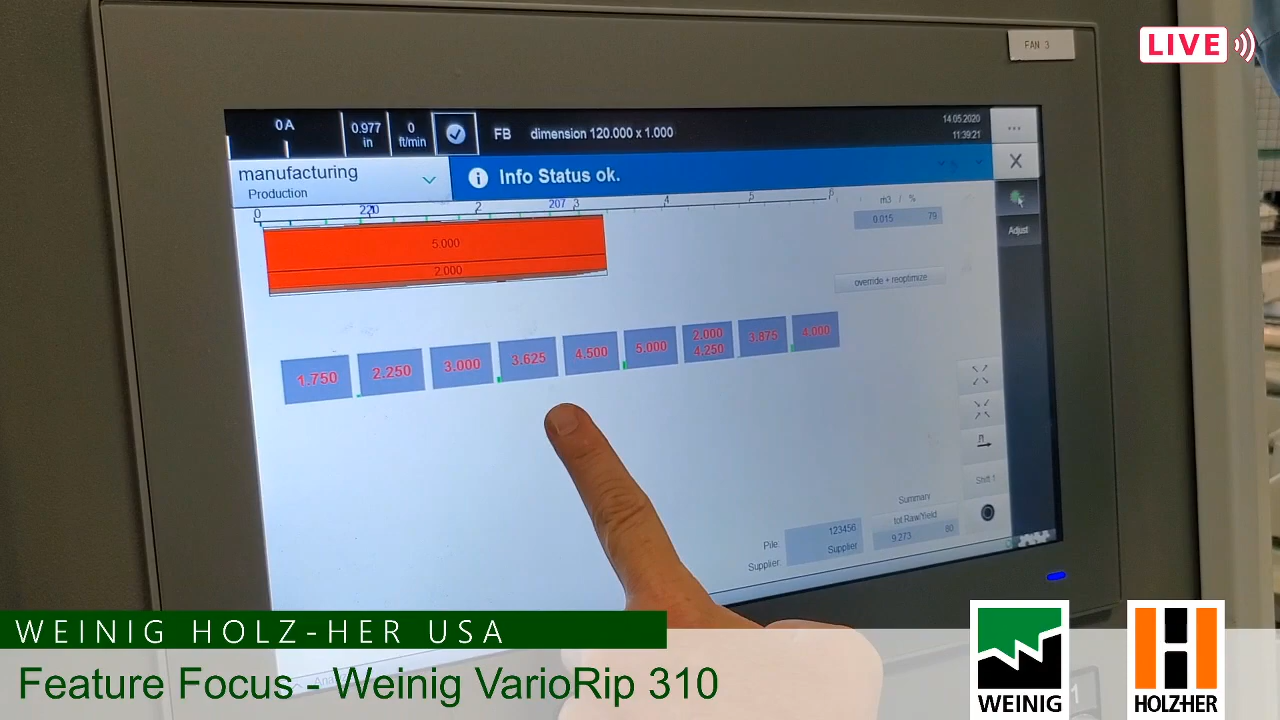 LIVE
FAN 3
0 A
0.977
in
0
ft/min
FB dimension 120.000 x 1.000
14.05.2020
11:39:21
manufacturing
Production
Info Status ok.
Adjust
0 220 2 207 3 4 5
m3 / %
0.015 79
5.000
2.000
override + reoptimize
1.750
2.250
3.000
3.625
4.500
5.000
2.000
4.250
3.875
4.000
Shift 1
Summary
tot Raw/Yield
9.273 80
Pile: 123456
Supplier: Supplier
WEINIG HOLZ-HER USA
Feature Focus - Weinig VarioRip 310
WEINIG
HOLZHER
1